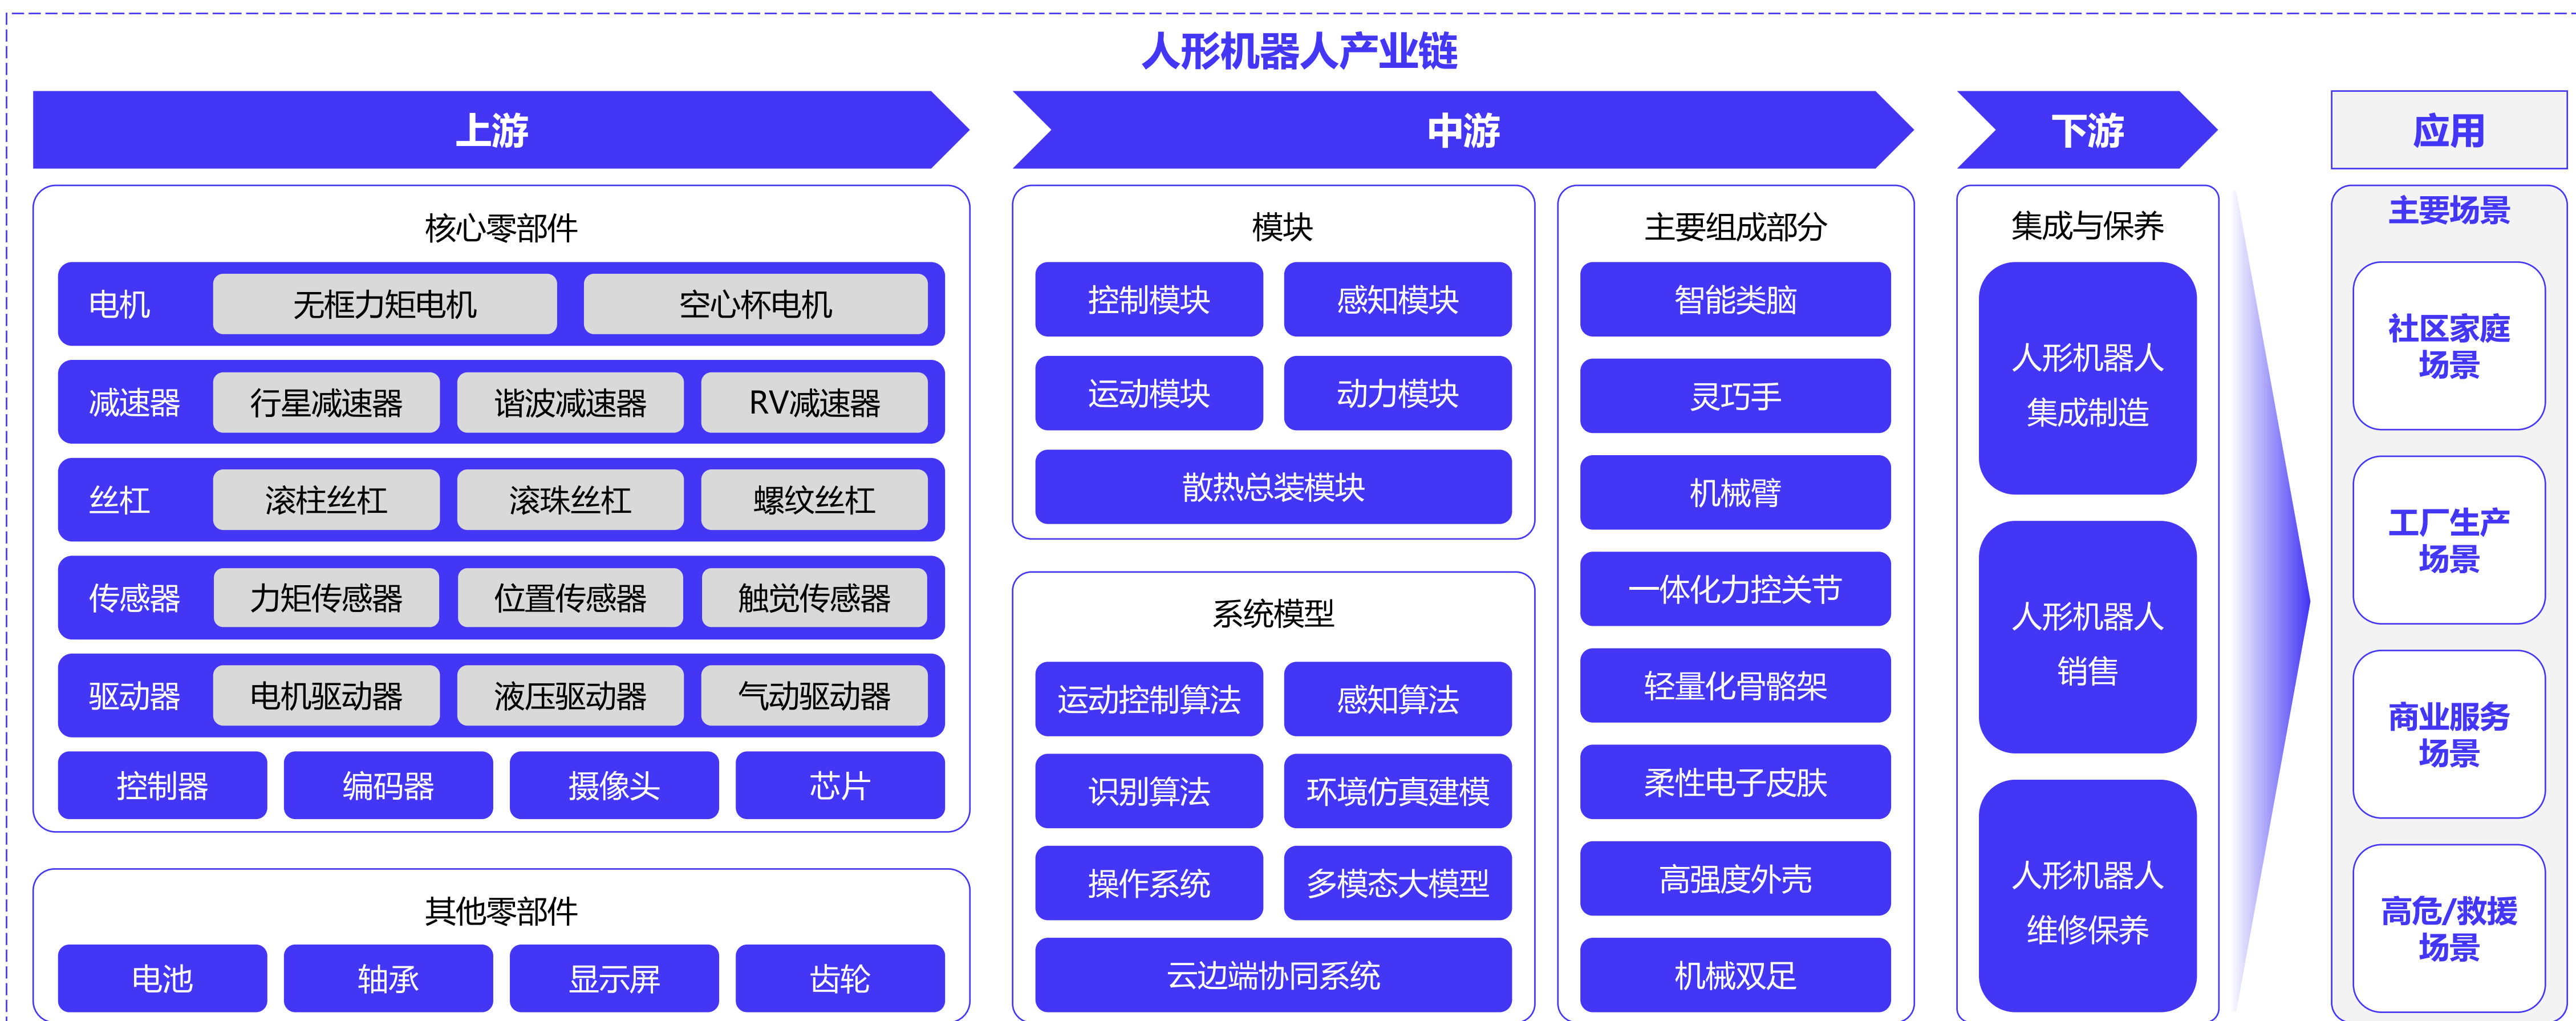 人形机器人产业链
上游
中游
下游
应用
核心零部件
电机
无框力矩电机
空心杯电机
减速器
行星减速器
谐波减速器
RV减速器
丝杠
滚柱丝杠
滚珠丝杠
螺纹丝杠
传感器
力矩传感器
位置传感器
触觉传感器
驱动器
电机驱动器
液压驱动器
气动驱动器
控制器
编码器
摄像头
芯片
其他零部件
电池
轴承
显示屏
齿轮
模块
控制模块
感知模块
运动模块
动力模块
散热总装模块
系统模型
运动控制算法
感知算法
识别算法
环境仿真建模
操作系统
多模态大模型
云边端协同系统
主要组成部分
智能类脑
灵巧手
机械臂
一体化力控关节
轻量化骨骼架
柔性电子皮肤
高强度外壳
机械双足
集成与保养
人形机器人
集成制造
人形机器人
销售
人形机器人
维修保养
主要场景
社区家庭
场景
工厂生产
场景
商业服务
场景
高危/救援
场景